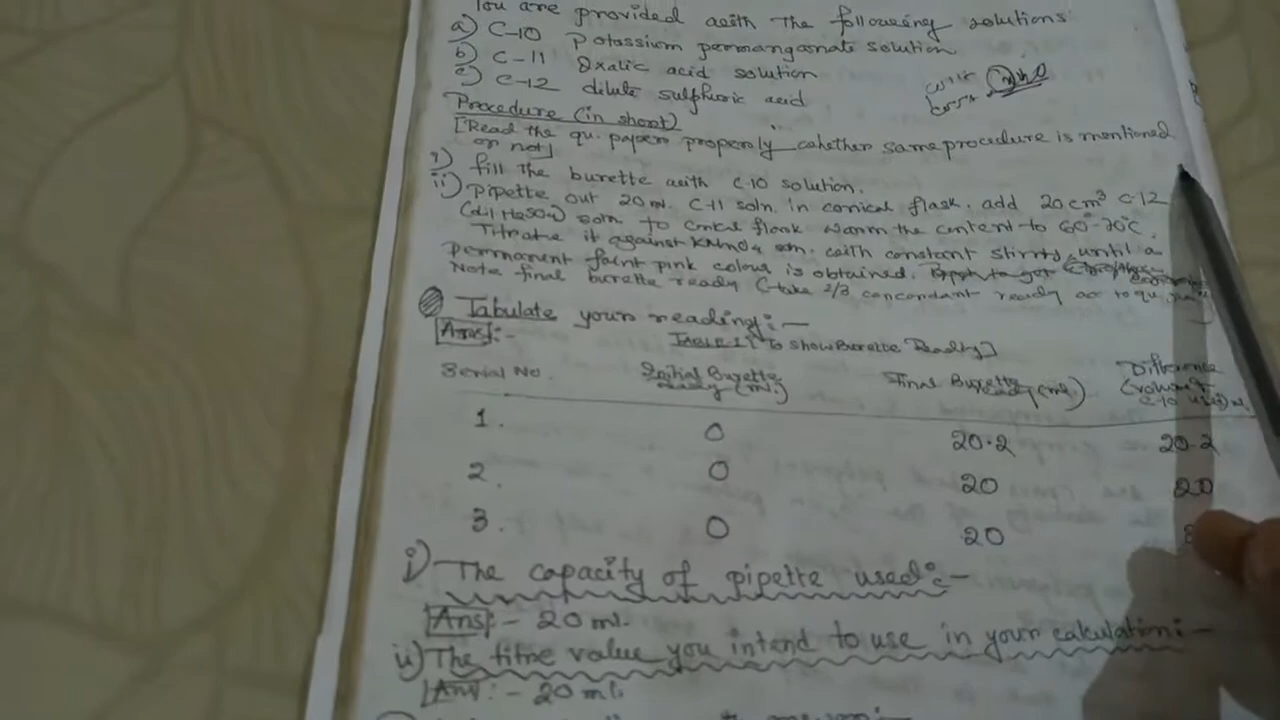 You are provided with the following solutions
a) C-10 Potassium permanganate solution
b) C-11 Oxalic acid solution
c) C-12 dilute sulphuric acid
Procedure (in short)
[Read the qu. paper properly whether same procedure is mentioned
or not]
i) fill the burette with C-10 solution.
ii) pipette out 20 ml. C-11 soln. in conical flask. add 20 cm³ C-12
(dil H2SO4) soln to conical flask warm the content to 60°-70°C.
Titrate it against KMnO4 soln. with constant stirring until a
permanent faint pink colour is obtained.
Note final burette ready (take 2/3 concordant ready acc to qu.
Tabulate your reading:-
Ans:-
TABLE 1 [To show Burette Ready]
Serial No. Initial Burette ready (ml.) Final Burette ready (ml) Difference (volume C-10 used) ml.
1. 0 20.2 20.2
2. 0 20 20
3. 0 20
i) The capacity of pipette used:-
Ans:- 20 ml.
ii) The titre value you intend to use in your calculation:-
Ans:- 20 ml.